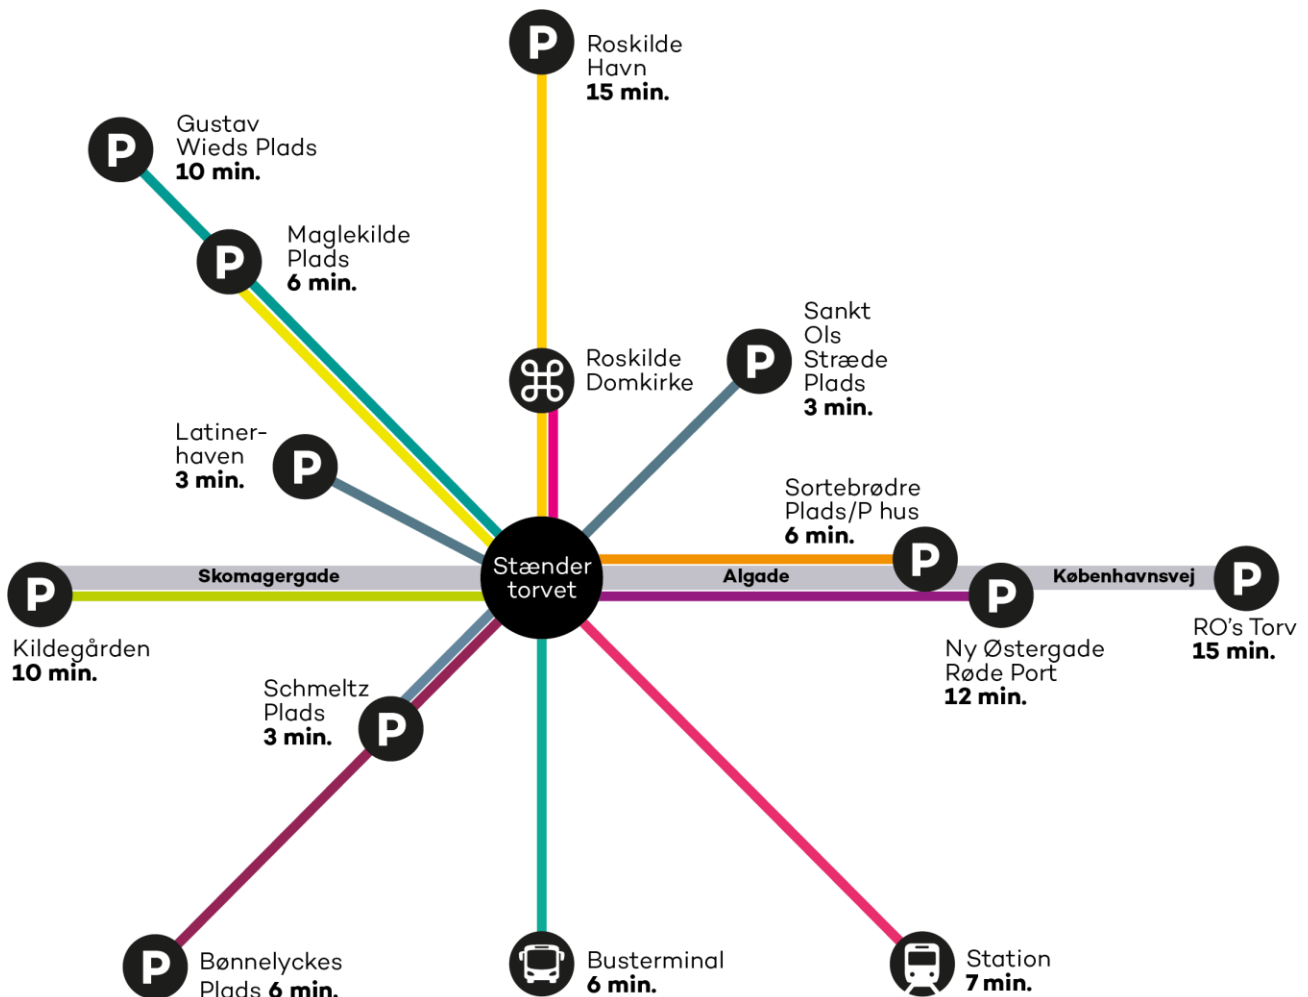 P
Roskilde
Havn
15 min.
P
Gustav
Wieds Plads
10 min.
P
Maglekilde
Plads
6 min.
P
Sankt
Ols
Stræde
Plads
3 min.
Roskilde
Domkirke
P
Latiner-
haven
3 min.
P
Sortebrødre
Plads/P hus
6 min.
Stænder
torvet
Skomagergade
Algade
Københavnsvej
P
Kildegården
10 min.
P
Ny Østergade
Røde Port
12 min.
P
RO's Torv
15 min.
P
Schmeltz
Plads
3 min.
P
Bønnelyckes
Plads 6 min.
Busterminal
6 min.
Station
7 min.